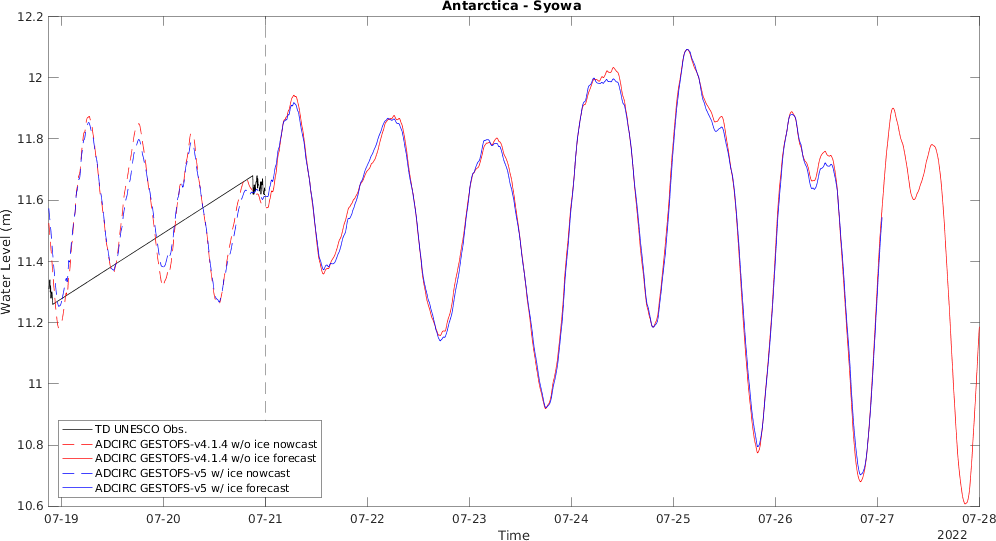 Antarctica - Syowa
12.2
12
11.8
11.6
11.4
11.2
11
10.8
10.6
Water Level (m)
TD UNESCO Obs.
ADCIRC GESTOFS-v4.1.4 w/o ice nowcast
ADCIRC GESTOFS-v4.1.4 w/o ice forecast
ADCIRC GESTOFS-v5 w/ ice nowcast
ADCIRC GESTOFS-v5 w/ ice forecast
07-19 07-20 07-21 07-22 07-23 07-24 07-25 07-26 07-27 07-28
Time
2022